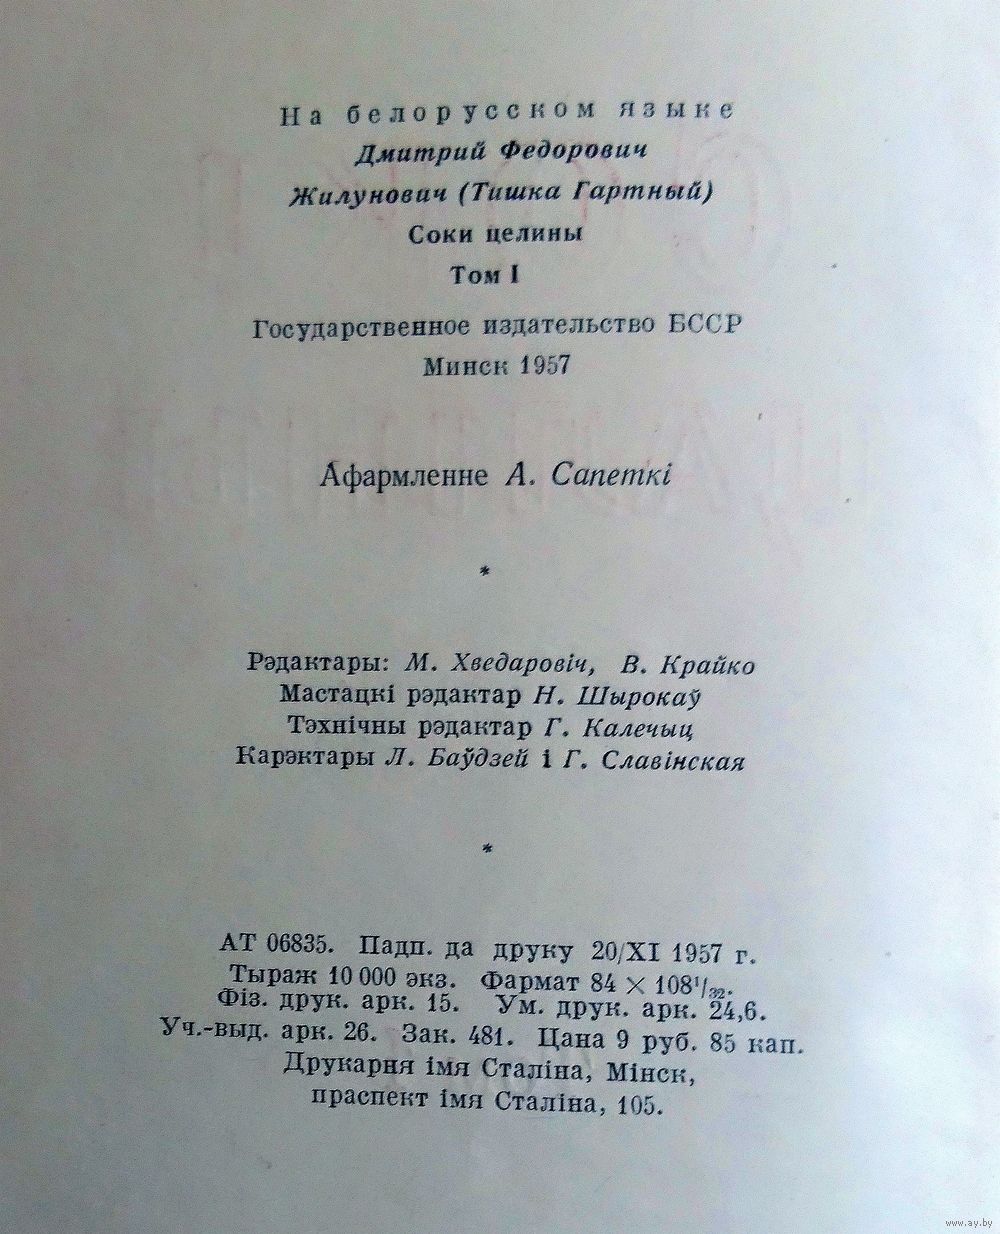 На белорусском языке
Дмитрий Федорович
Жилунович (Тишка Гартный)
Соки целины
Том I
Государственное издательство БССР
Минск 1957
Афармленне А. Сапеткі
*
Рэдактары: М. Хведаровіч, В. Крайко
Мастацкі рэдактар Н. Шырокаў
Тэхнічны рэдактар Г. Калечыц
Карэктары Л. Баўдзей і Г. Славінская
*
АТ 06835. Падп. да друку 20/XI 1957 г.
Тыраж 10 000 экз. Фармат 84 × 108¹/₃₂.
Фіз. друк. арк. 15. Ум. друк. арк. 24,6.
Уч.-выд. арк. 26. Зак. 481. Цана 9 руб. 85 кап.
Друкарня імя Сталіна, Мінск,
праспект імя Сталіна, 105.
www.ay.by